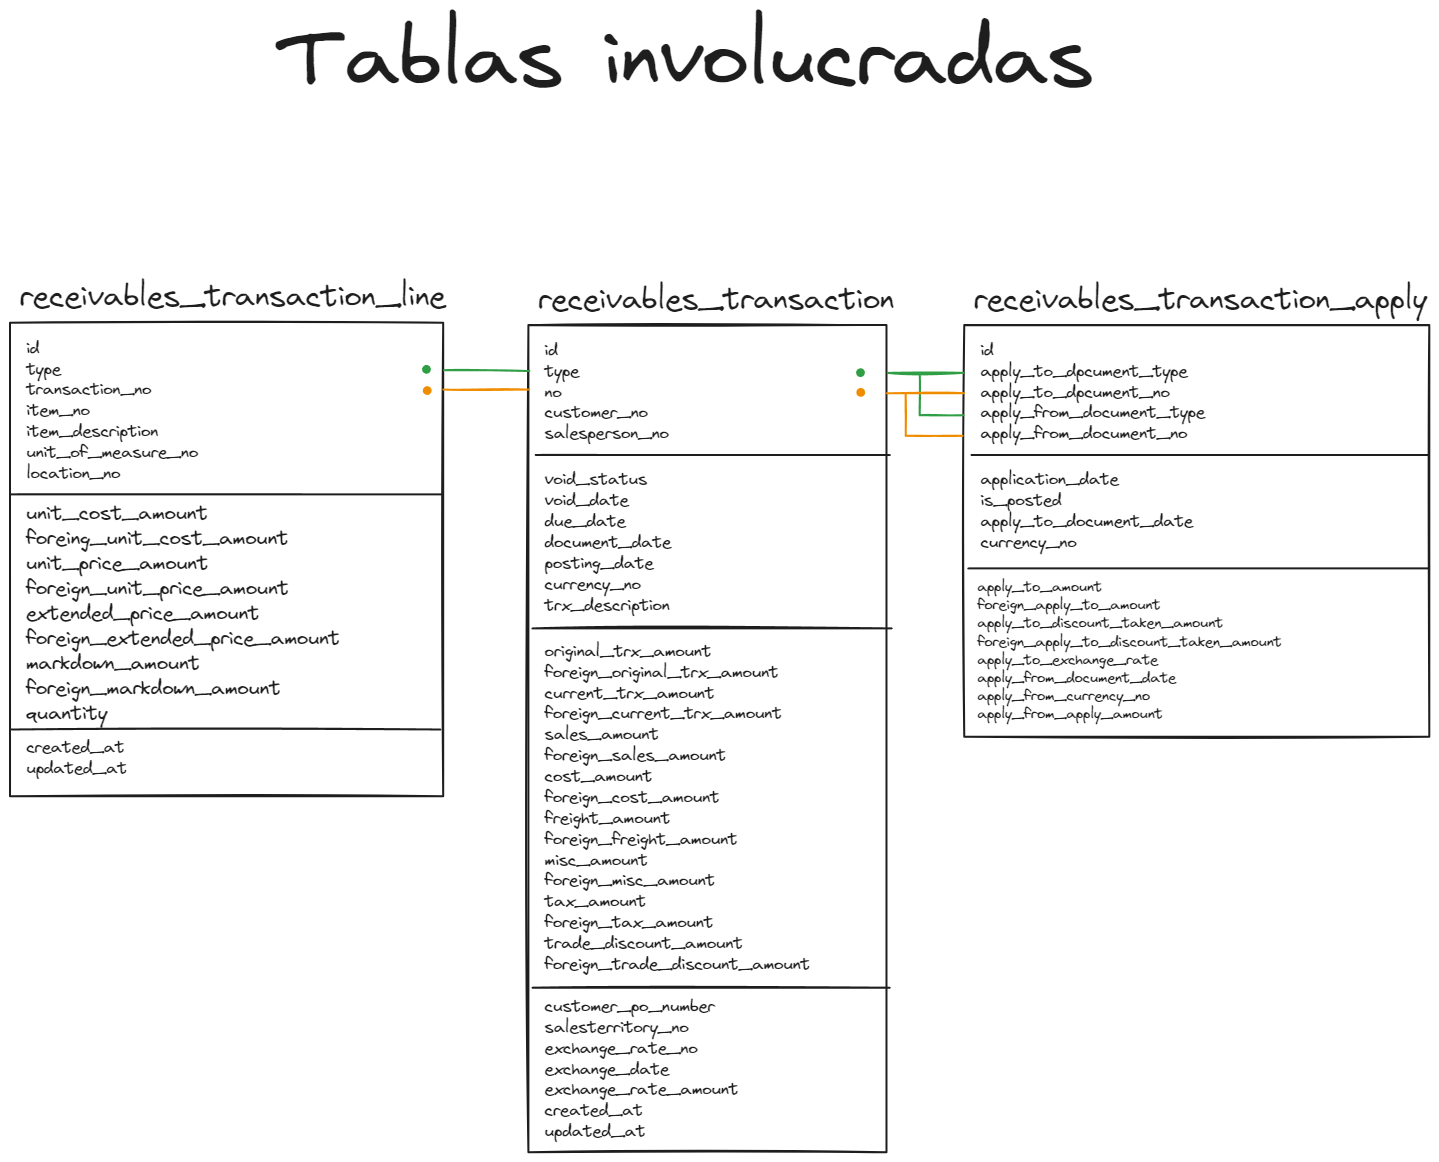 Tablas involucradas
receivables_transaction_line
id
type
transaction_no
item_no
item_description
unit_of_measure_no
location_no
unit_cost_amount
foreing_unit_cost_amount
unit_price_amount
foreign_unit_price_amount
extended_price_amount
foreign_extended_price_amount
markdown_amount
foreign_markdown_amount
quantity
created_at
updated_at
receivables_transaction
id
type
no
customer_no
salesperson_no
void_status
void_date
due_date
document_date
posting_date
currency_no
trx_description
original_trx_amount
foreign_original_trx_amount
current_trx_amount
foreign_current_trx_amount
sales_amount
foreign_sales_amount
cost_amount
foreign_cost_amount
freight_amount
foreign_freight_amount
misc_amount
foreign_misc_amount
tax_amount
foreign_tax_amount
trade_discount_amount
foreign_trade_discount_amount
customer_po_number
salesterritory_no
exchange_rate_no
exchange_date
exchange_rate_amount
created_at
updated_at
receivables_transaction_apply
id
apply_to_dpcument_type
apply_to_dpcument_no
apply_from_document_type
apply_from_document_no
application_date
is_posted
apply_to_document_date
currency_no
apply_to_amount
foreign_apply_to_amount
apply_to_discount_taken_amount
foreign_apply_to_discount_taken_amount
apply_to_exchange_rate
apply_from_document_date
apply_from_currency_no
apply_from_apply_amount